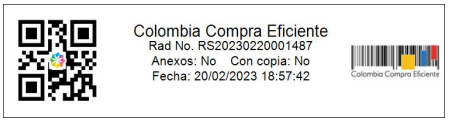 Colombia Compra Eficiente
Rad No. RS20230220001487
Anexos: No Con copia: No
Fecha: 20/02/2023 18:57:42
Colombia Compra Eficiente